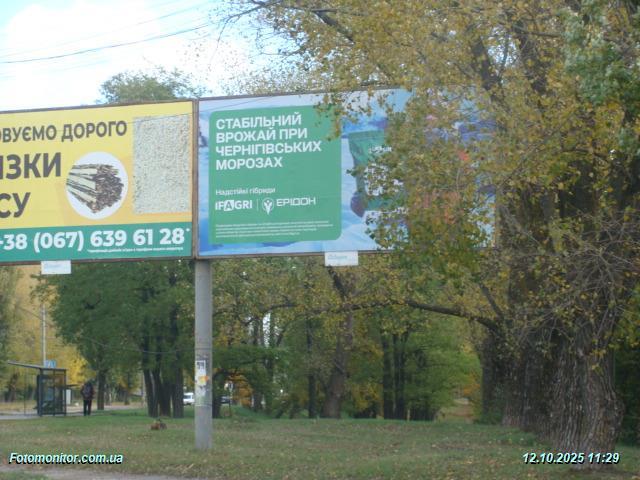 ОВУЄМО ДОРОГО
ІЗКИ
СУ
+38 (067) 639 61 28*
СТАБІЛЬНИЙ
ВРОЖАЙ ПРИ
ЧЕРНІГІВСЬКИХ
МОРОЗАХ
Надстійкі гібриди
IFAGRI ЕРІДОН
Fotomonitor.com.ua
12.10.2025 11:29